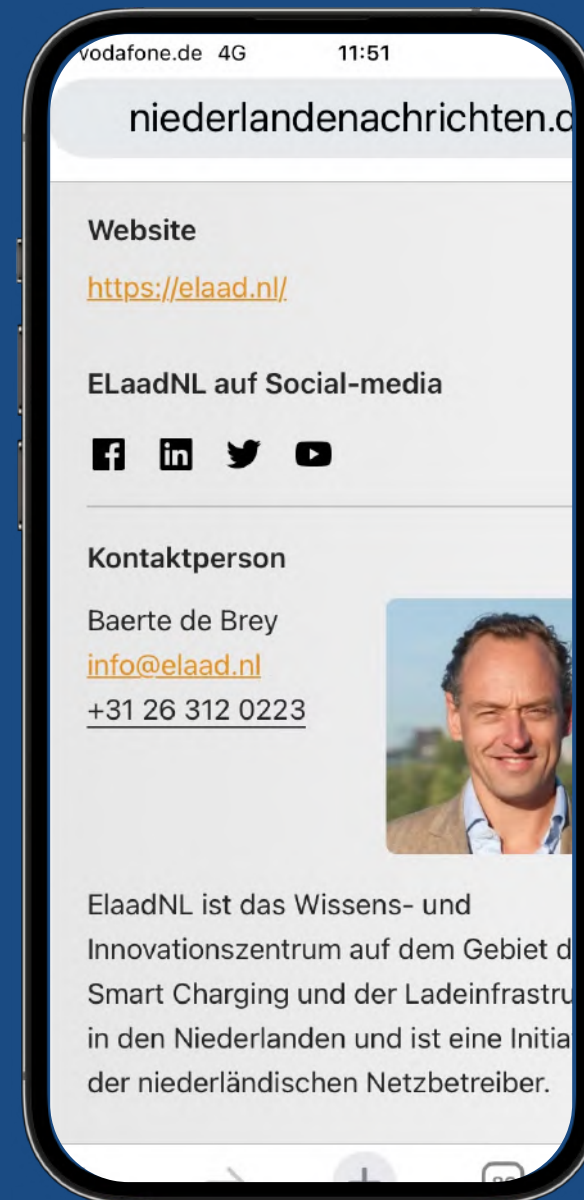 vodafone.de 4G 11:51
niederlandenachrichten.d
Website
https://elaad.nl/
ELaadNL auf Social-media
Kontaktperson
Baerte de Brey
info@elaad.nl
+31 26 312 0223
ElaadNL ist das Wissens- und
Innovationszentrum auf dem Gebiet d
Smart Charging und der Ladeinfrastru
in den Niederlanden und ist eine Initia
der niederländischen Netzbetreiber.